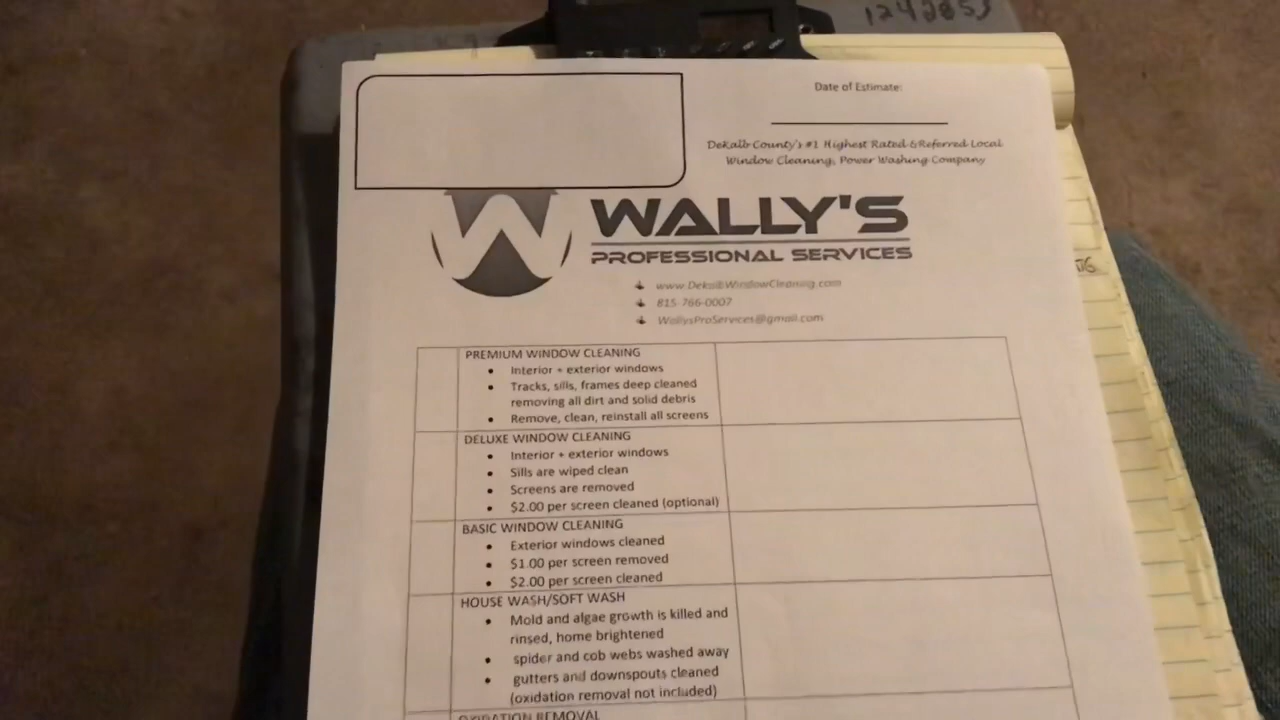 1242853
Date of Estimate:
DeKalb County's #1 Highest Rated & Referred Local
Window Cleaning, Power Washing Company
WALLY'S
PROFESSIONAL SERVICES
www.DekalbWindowCleaning.com
815-766-0007
WallysProServices@gmail.com
PREMIUM WINDOW CLEANING
• Interior + exterior windows
• Tracks, sills, frames deep cleaned
removing all dirt and solid debris
• Remove, clean, reinstall all screens
DELUXE WINDOW CLEANING
• Interior + exterior windows
• Sills are wiped clean
• Screens are removed
• $2.00 per screen cleaned (optional)
BASIC WINDOW CLEANING
• Exterior windows cleaned
• $1.00 per screen removed
• $2.00 per screen cleaned
HOUSE WASH/SOFT WASH
• Mold and algae growth is killed and
rinsed, home brightened
• spider and cob webs washed away
• gutters and downspouts cleaned
(oxidation removal not included)
OXIDATION REMOVAL